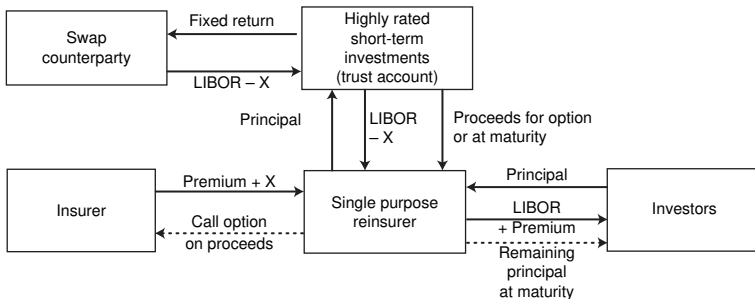 Fixed return
Swap
counterparty
LIBOR – X
Highly rated
short-term
investments
(trust account)
Principal
LIBOR
– X
Proceeds for option
or at maturity
Insurer
Premium + X
Call option
on proceeds
Single purpose
reinsurer
Principal
LIBOR
+ Premium
Remaining
principal
at maturity
Investors